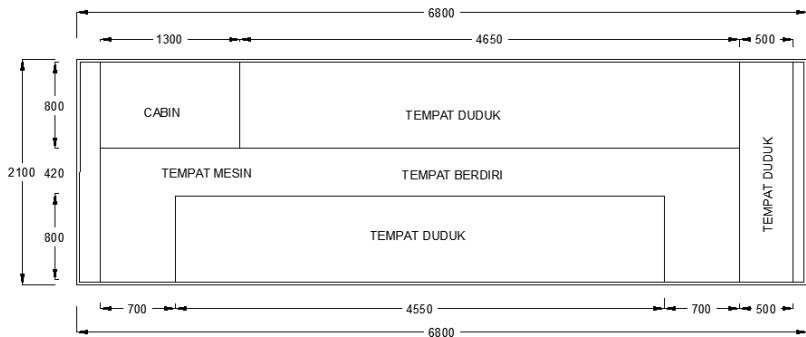 6800
1300
4650
500
800
CABIN
TEMPAT DUDUK
2100
420
TEMPAT MESIN
TEMPAT BERDIRI
TEMPAT DUDUK
800
TEMPAT DUDUK
700
4550
700
500
6800